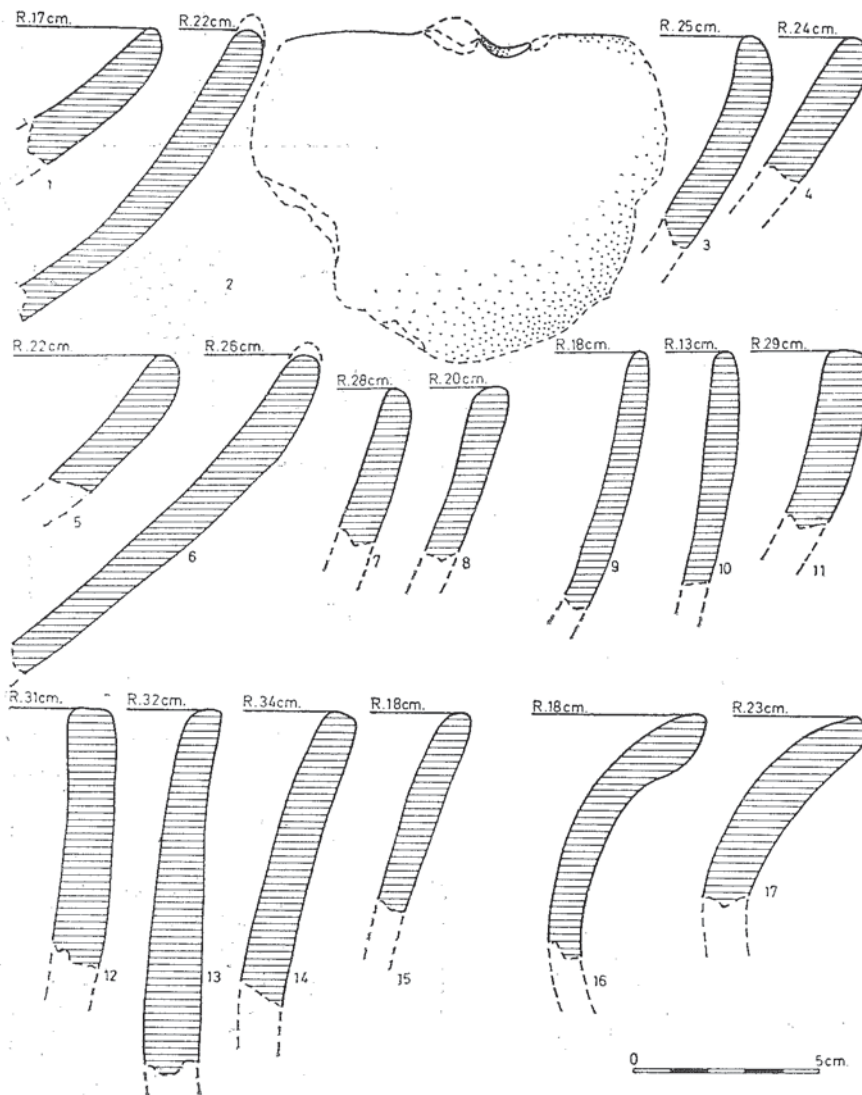 R.17cm. R.22cm. R.25cm. R.24cm.
1 2 3 4
R.22cm. R.26cm. R.28cm. R.20cm. R.18cm. R.13cm. R.29cm.
5 6 7 8 9 10 11
R.31cm. R.32cm. R.34cm. R.18cm. R.18cm. R.23cm.
12 13 14 15 16 17
0 5cm.